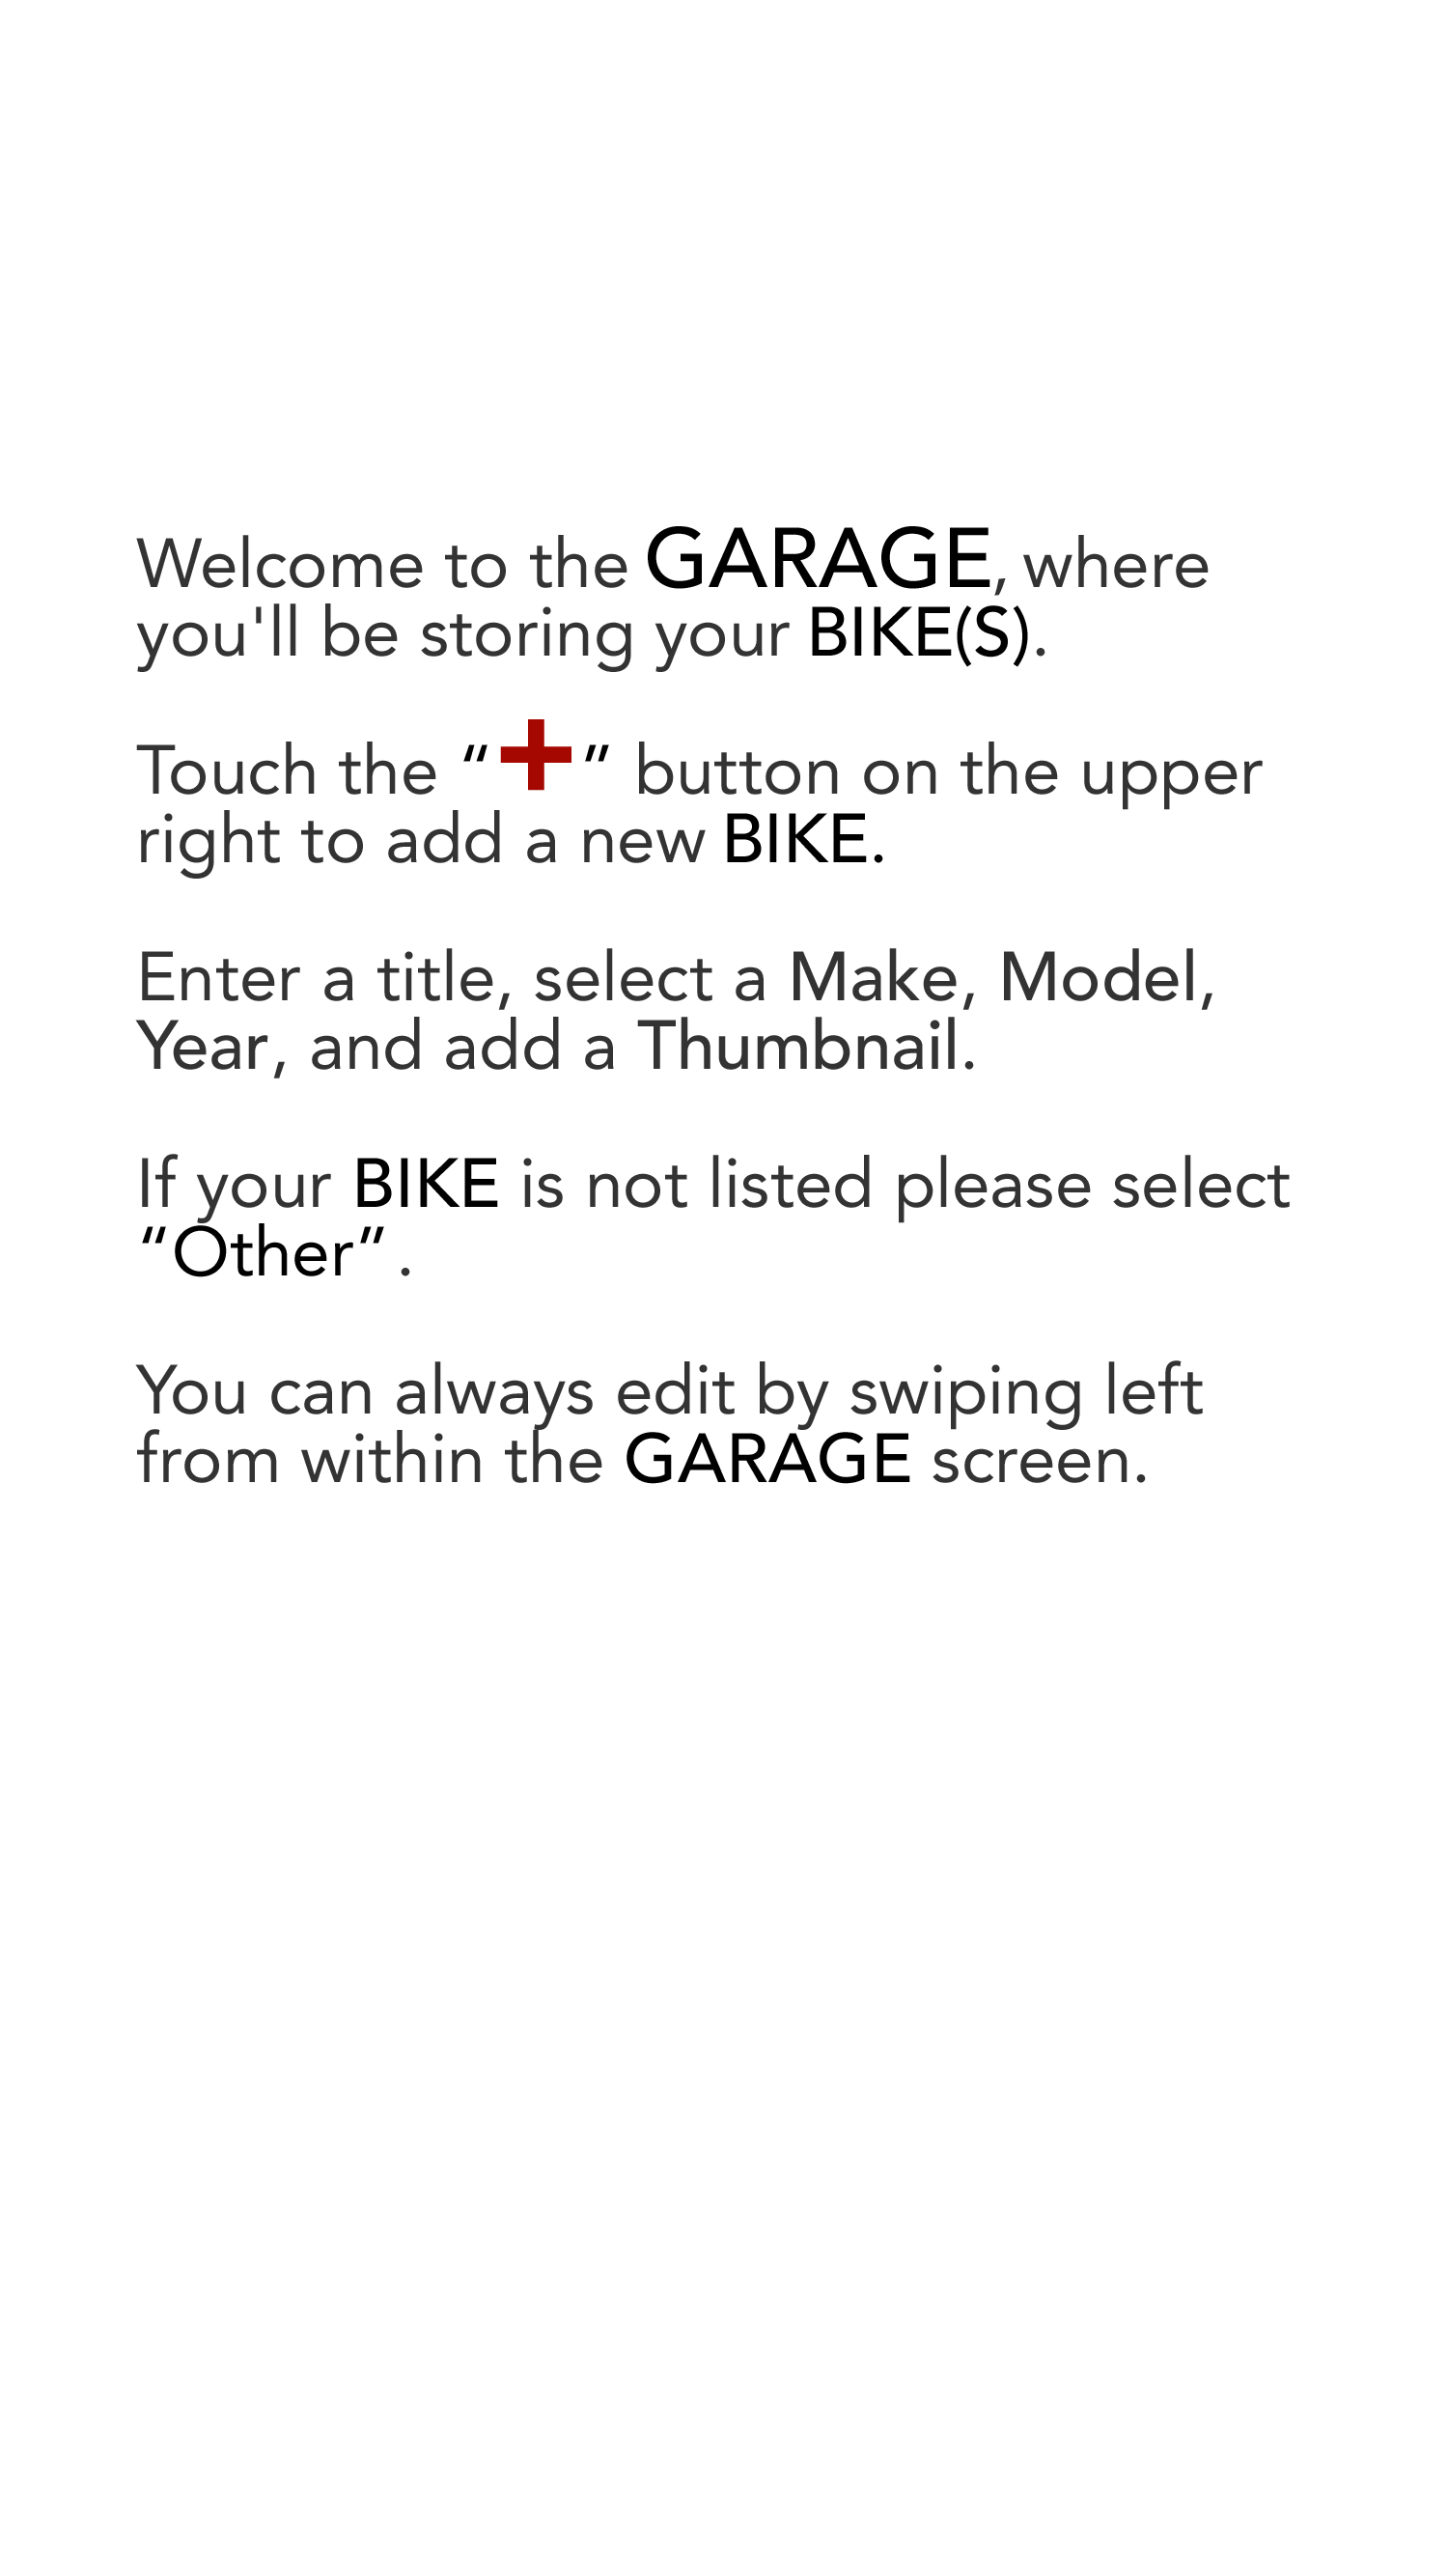 Welcome to the GARAGE, where
you'll be storing your BIKE(S).
Touch the “+” button on the upper
right to add a new BIKE.
Enter a title, select a Make, Model,
Year, and add a Thumbnail.
If your BIKE is not listed please select
“Other”.
You can always edit by swiping left
from within the GARAGE screen.